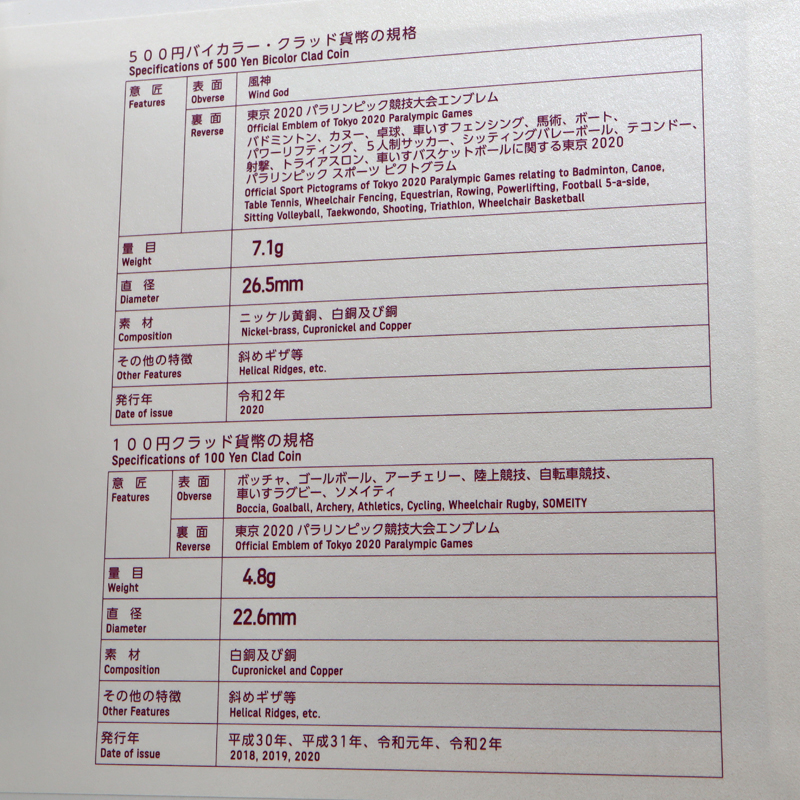 500円バイカラー・クラッド貨幣の規格
Specifications of 500 Yen Bicolor Clad Coin
意 匠
Features
表 面
Obverse
風神
Wind God
裏 面
Reverse
東京2020パラリンピック競技大会エンブレム
Official Emblem of Tokyo 2020 Paralympic Games
バドミントン、カヌー、卓球、車いすフェンシング、馬術、ボート、
パワーリフティング、5人制サッカー、シッティングバレーボール、テコンドー、
射撃、トライアスロン、車いすバスケットボールに関する東京2020
パラリンピック スポーツ ピクトグラム
Official Sport Pictograms of Tokyo 2020 Paralympic Games relating to Badminton, Canoe,
Table Tennis, Wheelchair Fencing, Equestrian, Rowing, Powerlifting, Football 5-a-side,
Sitting Volleyball, Taekwondo, Shooting, Triathlon, Wheelchair Basketball
量 目
Weight
7.1g
直 径
Diameter
26.5mm
素 材
Composition
ニッケル黄銅、白銅及び銅
Nickel-brass, Cupronickel and Copper
その他の特徴
Other Features
斜めギザ等
Helical Ridges, etc.
発行年
Date of issue
令和2年
2020
100円クラッド貨幣の規格
Specifications of 100 Yen Clad Coin
意 匠
Features
表 面
Obverse
ボッチャ、ゴールボール、アーチェリー、陸上競技、自転車競技、
車いすラグビー、ソメイティ
Boccia, Goalball, Archery, Athletics, Cycling, Wheelchair Rugby, SOMEITY
裏 面
Reverse
東京2020パラリンピック競技大会エンブレム
Official Emblem of Tokyo 2020 Paralympic Games
量 目
Weight
4.8g
直 径
Diameter
22.6mm
素 材
Composition
白銅及び銅
Cupronickel and Copper
その他の特徴
Other Features
斜めギザ等
Helical Ridges, etc.
発行年
Date of issue
平成30年、平成31年、令和元年、令和2年
2018, 2019, 2020